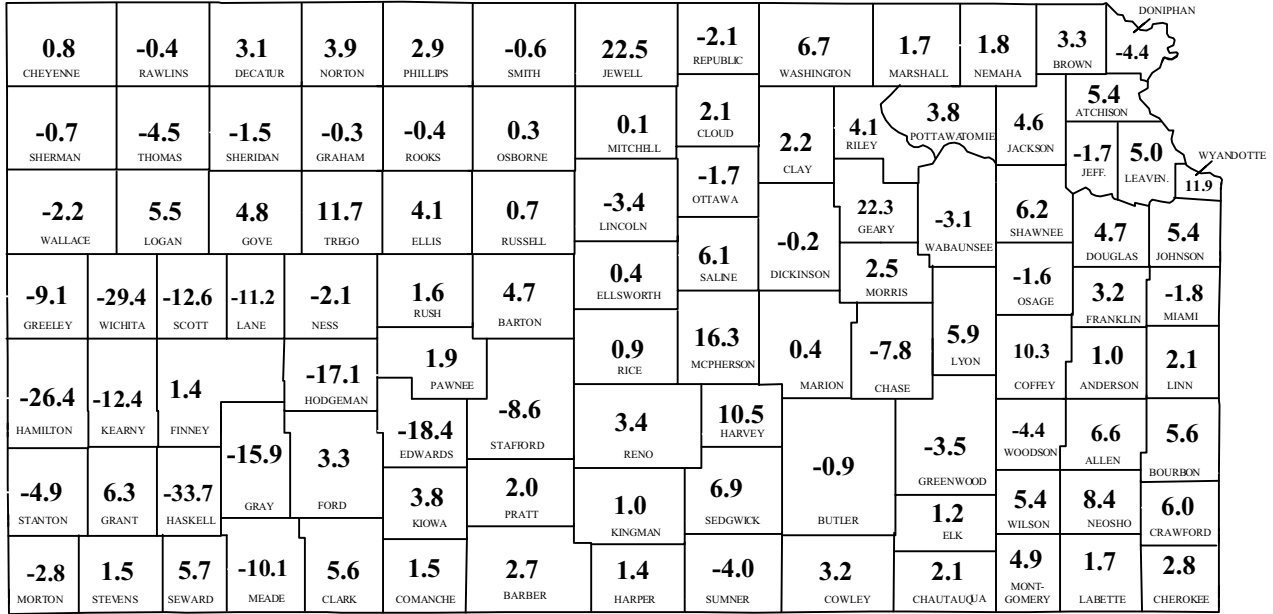 DONIPHAN
0.8 -0.4 3.1 3.9 2.9 -0.6 22.5 -2.1 6.7 1.7 1.8 3.3 -4.4
CHEYENNE RAWLINS DECATUR NORTON PHILLIPS SMITH JEWELL REPUBLIC WASHINGTON MARSHALL NEMAHA BROWN
-0.7 -4.5 -1.5 -0.3 -0.4 0.3 0.1 2.1 2.2 4.1 3.8 4.6 5.4
SHERMAN THOMAS SHERIDAN GRAHAM ROOKS OSBORNE MITCHELL CLOUD CLAY RILEY POTTAWATOMIE JACKSON ATCHISON
-1.7 5.0 WYANDOTTE
JEFF. LEAVEN. 11.9
-2.2 5.5 4.8 11.7 4.1 0.7 -3.4 -1.7 22.3 -3.1 6.2 4.7 5.4
WALLACE LOGAN GOVE TREGO ELLIS RUSSELL LINCOLN OTTAWA GEARY WABAUNSEE SHAWNEE DOUGLAS JOHNSON
-9.1 -29.4 -12.6 -11.2 -2.1 1.6 4.7 0.4 6.1 -0.2 2.5 -1.6 3.2 -1.8
GREELEY WICHITA SCOTT LANE NESS RUSH BARTON ELLSWORTH SALINE DICKINSON MORRIS OSAGE FRANKLIN MIAMI
-26.4 -12.4 1.4 -17.1 1.9 0.9 16.3 0.4 -7.8 5.9 10.3 1.0 2.1
HAMILTON KEARNY FINNEY HODGEMAN PAWNEE RICE MCPHERSON MARION CHASE LYON COFFEY ANDERSON LINN
-15.9 3.3 -18.4 -8.6 3.4 10.5 -3.5 -4.4 6.6 5.6
GRAY FORD EDWARDS STAFFORD RENO HARVEY GREENWOOD WOODSON ALLEN BOURBON
-4.9 6.3 -33.7 3.8 2.0 1.0 6.9 -0.9 1.2 5.4 8.4 6.0
STANTON GRANT HASKELL KIOWA PRATT KINGMAN SEDGWICK BUTLER ELK WILSON NEOSHO CRAWFORD
-2.8 1.5 5.7 -10.1 5.6 1.5 2.7 1.4 -4.0 3.2 2.1 4.9 1.7 2.8
MORTON STEVENS SEWARD MEADE CLARK COMANCHE BARBER HARPER SUMNER COWLEY CHAUTAUQUA MONT- LABETTE CHEROKEE
GOMERY